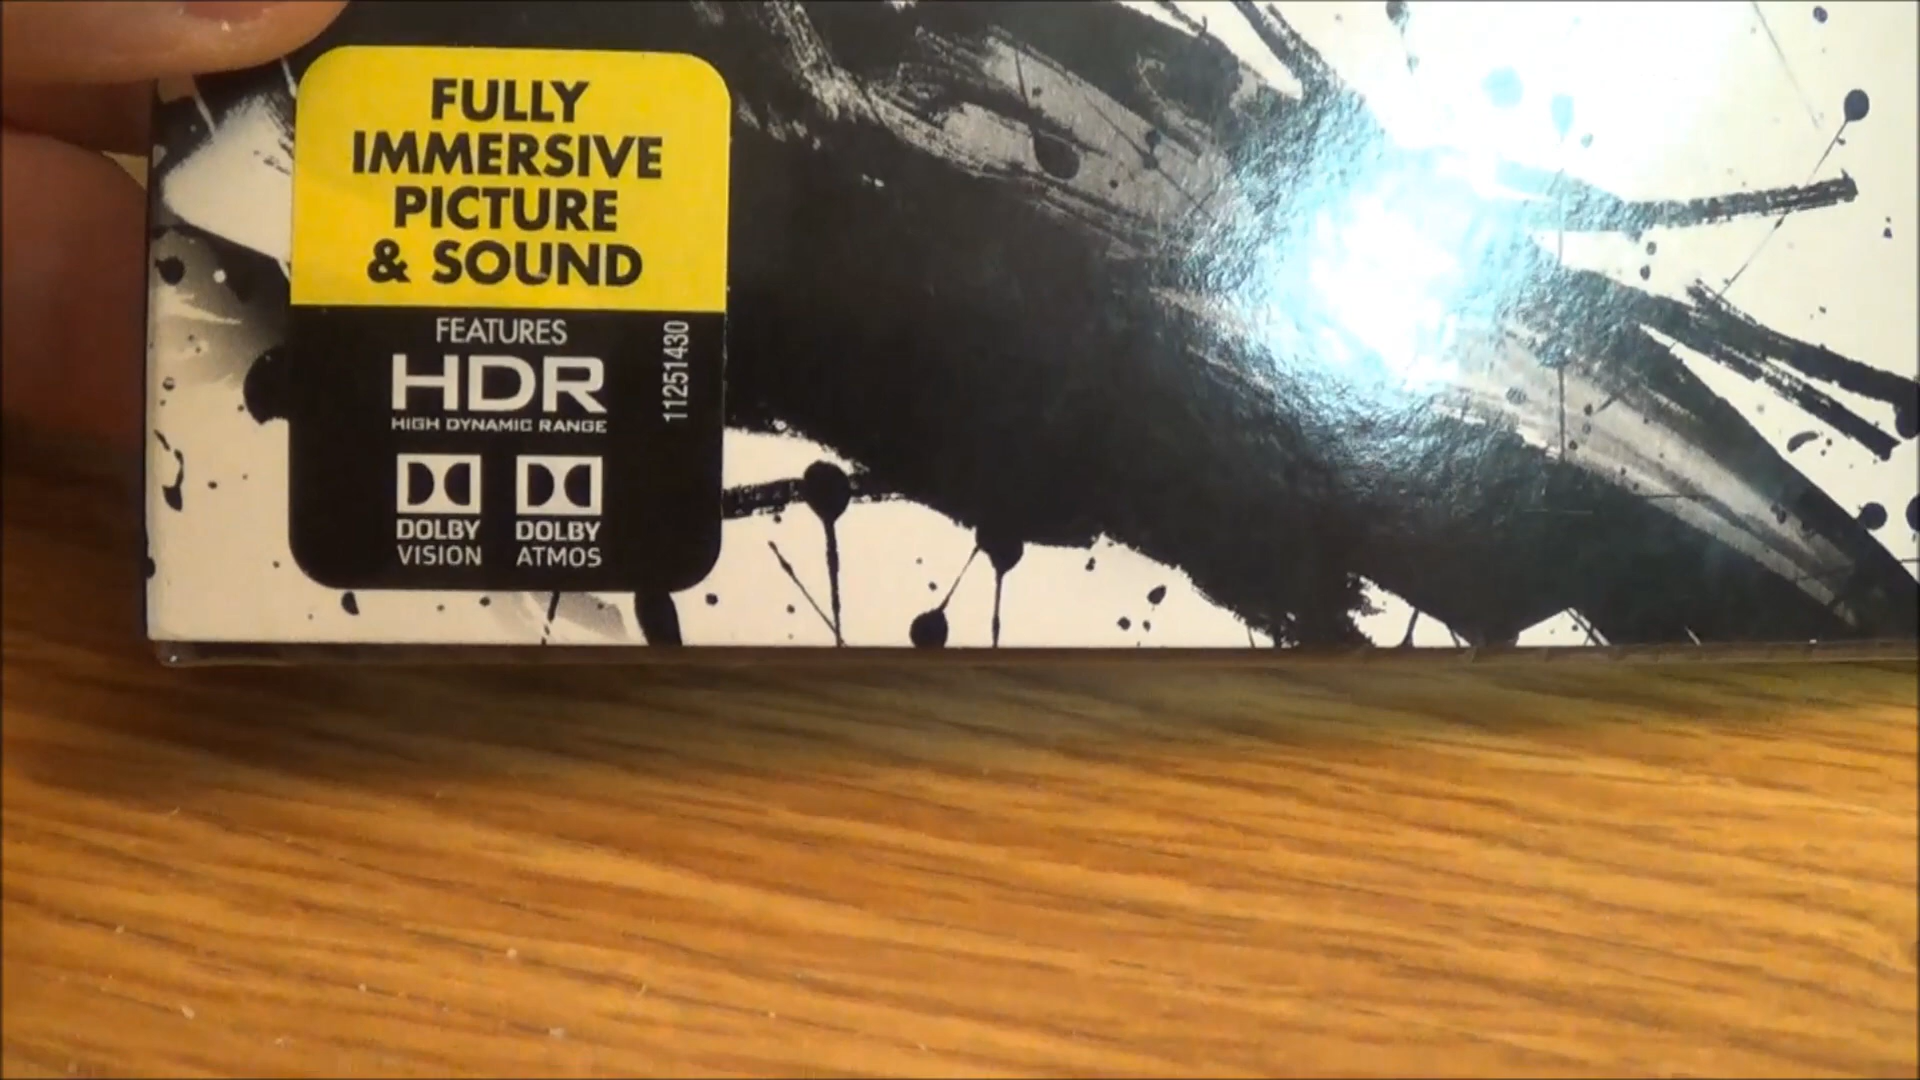 FULLY
IMMERSIVE
PICTURE
& SOUND
FEATURES
HDR
HIGH DYNAMIC RANGE
11251430
DOLBY
VISION
DOLBY
ATMOS